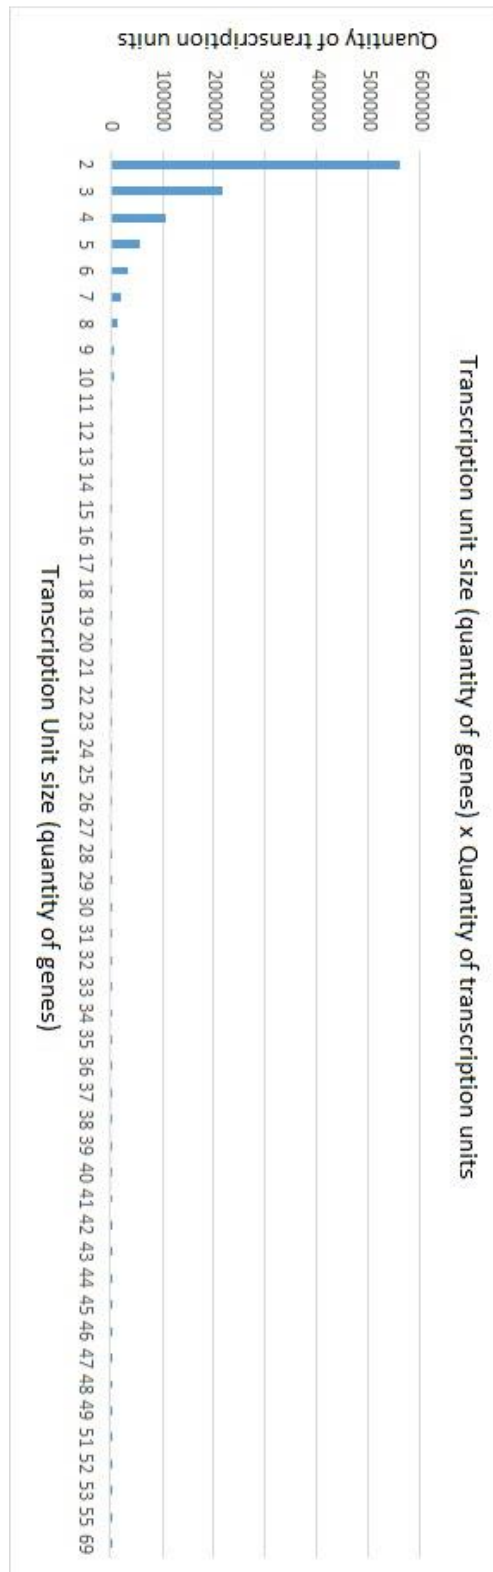 Transcription unit size (quantity of genes) x Quantity of transcription units
Quantity of transcription units
600000
500000
400000
300000
200000
100000
0
2 3 4 5 6 7 8 9 10 11 12 13 14 15 16 17 18 19 20 21 22 23 24 25 26 27 28 29 30 31 32 33 34 35 36 37 38 39 40 41 42 43 44 45 46 47 48 49 51 52 53 55 69
Transcription Unit size (quantity of genes)